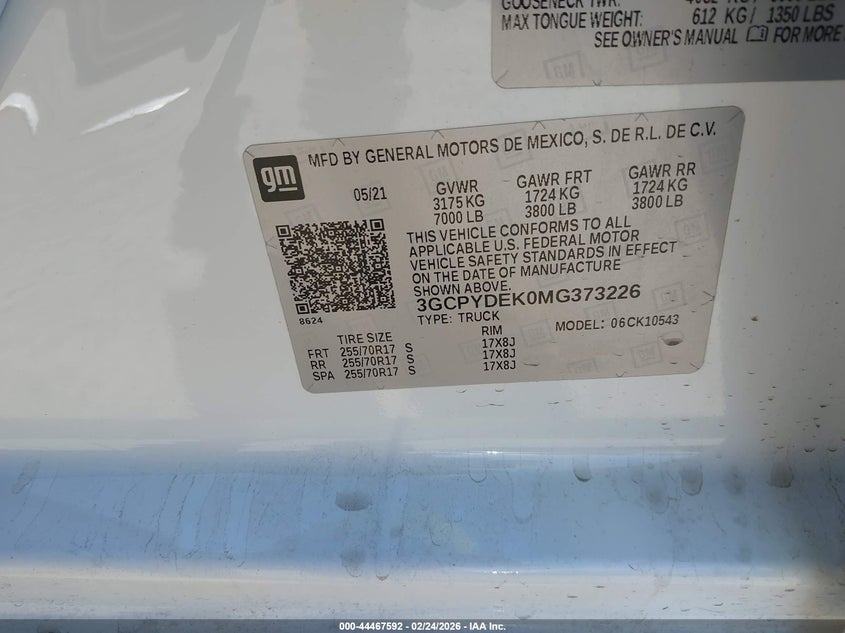 GOOSENECK TWR:
MAX TONGUE WEIGHT: 612 KG/ 1350 LBS
SEE OWNER'S MANUAL FOR MORE
gm
MFD BY GENERAL MOTORS DE MEXICO, S. DE R.L. DE C.V.
05/21 GVWR GAWR FRT GAWR RR
3175 KG 1724 KG 1724 KG
7000 LB 3800 LB 3800 LB
THIS VEHICLE CONFORMS TO ALL
APPLICABLE U.S. FEDERAL MOTOR
VEHICLE SAFETY STANDARDS IN EFFECT
ON THE DATE OF MANUFACTURE
SHOWN ABOVE.
3GCPYDEK0MG373226
8624 TYPE: TRUCK MODEL: 06CK10543
TIRE SIZE RIM
FRT 255/70R17 S 17X8J
RR 255/70R17 S 17X8J
SPA 255/70R17 S 17X8J
000-44467592 - 02/24/2026 - IAA Inc.